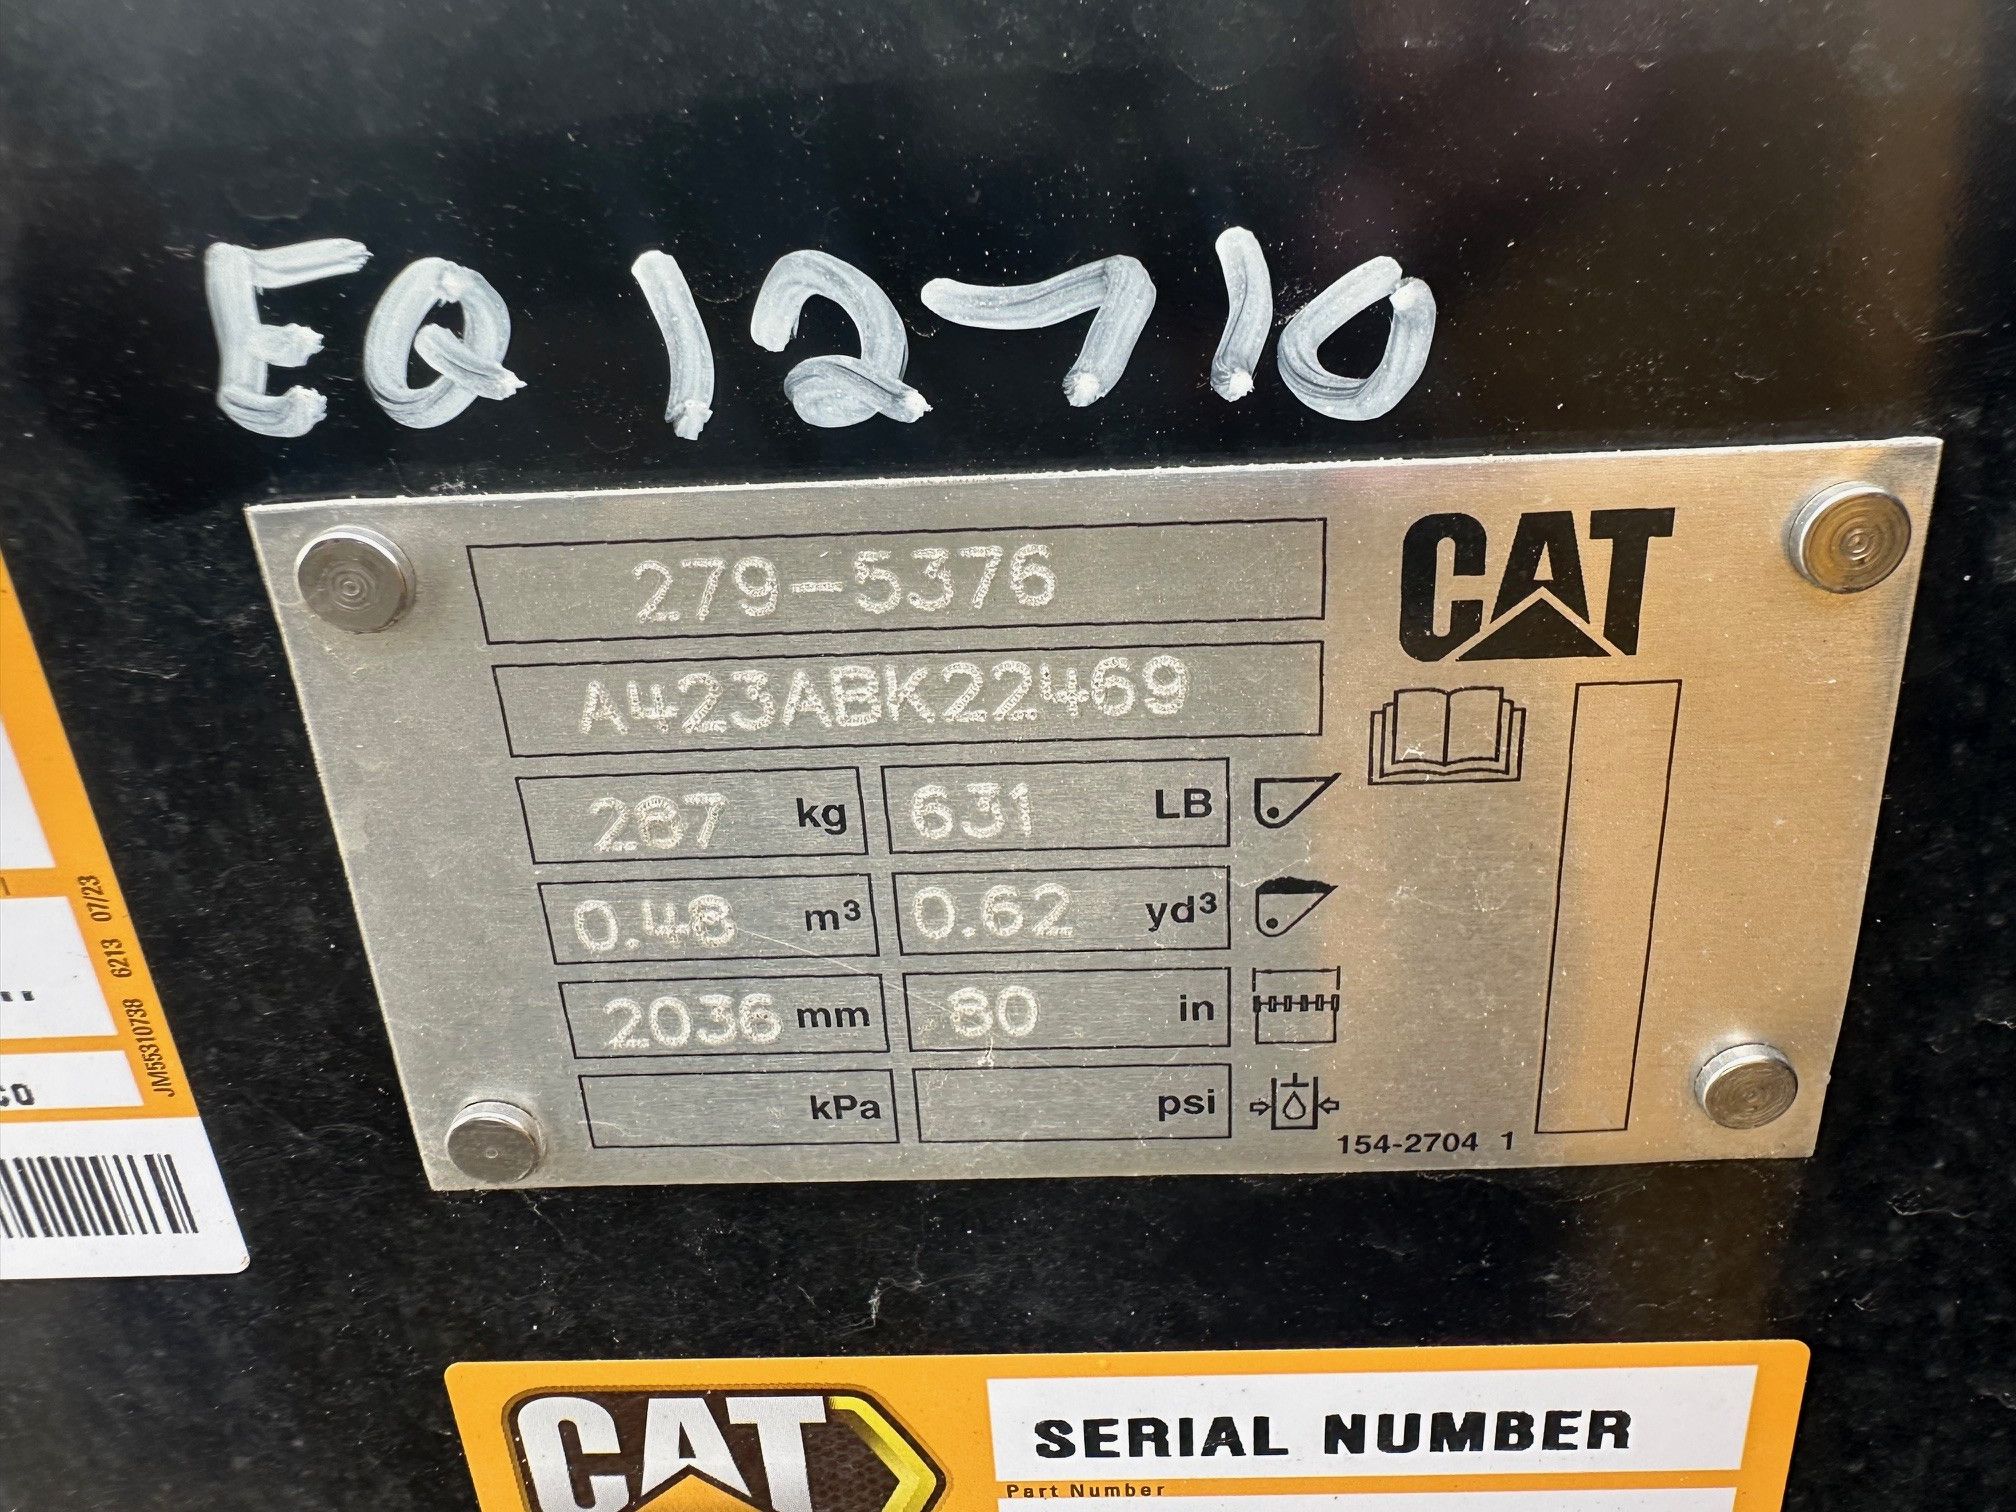 EQ 12710
279-5376
CAT
A423ABK22469
287 kg 631 LB
0.48 m³ 0.62 yd³
2036 mm 80 in
kPa psi
154-2704 1
JM55310738 6213 07/23
CAT
SERIAL NUMBER
Part Number